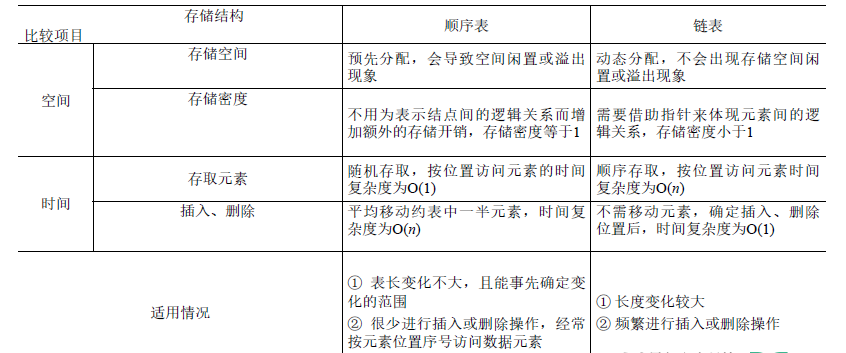 存储结构
比较项目
顺序表
链表
空间
存储空间
预先分配，会导致空间闲置或溢出
现象
动态分配，不会出现存储空间闲
置或溢出现象
存储密度
不用为表示结点间的逻辑关系而增
加额外的存储开销，存储密度等于1
需要借助指针来体现元素间的逻
辑关系，存储密度小于1
时间
存取元素
随机存取，按位置访问元素的时间
复杂度为O(1)
顺序存取，按位置访问元素时间
复杂度为O(n)
插入、删除
平均移动约表中一半元素，时间复
杂度为O(n)
不需移动元素，确定插入、删除
位置后，时间复杂度为O(1)
适用情况
① 表长变化不大，且能事先确定变
化的范围
② 很少进行插入或删除操作，经常
按元素位置序号访问数据元素
① 长度变化较大
② 频繁进行插入或删除操作